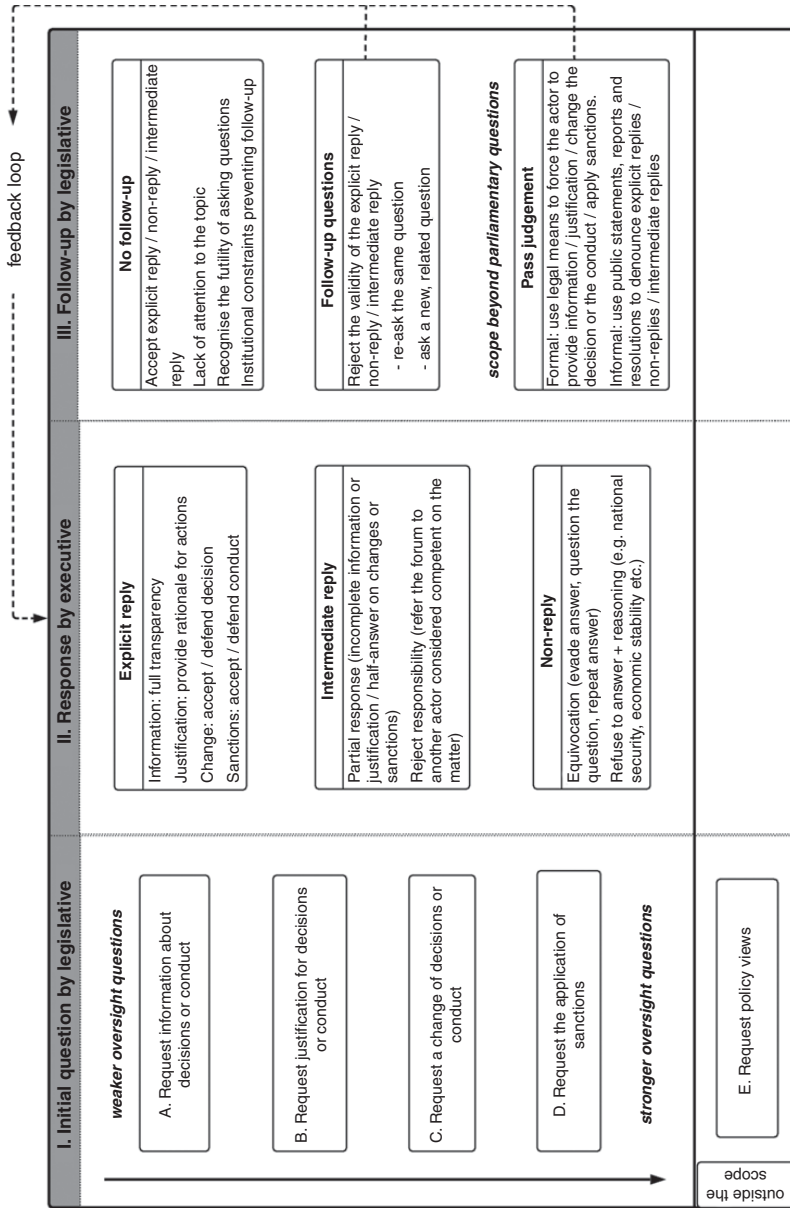 feedback loop
I. Initial question by legislative
weaker oversight questions
A. Request information about
decisions or conduct
B. Request justification for decisions
or conduct
C. Request a change of decisions or
conduct
D. Request the application of
sanctions
stronger oversight questions
outside the
scope
E. Request policy views
II. Response by executive
Explicit reply
Information: full transparency
Justification: provide rationale for actions
Change: accept / defend decision
Sanctions: accept / defend conduct
Intermediate reply
Partial response (incomplete information or
justification / half-answer on changes or
sanctions)
Reject responsibility (refer the forum to
another actor considered competent on the
matter)
Non-reply
Equivocation (evade answer, question the
question, repeat answer)
Refuse to answer + reasoning (e.g. national
security, economic stability etc.)
III. Follow-up by legislative
No follow-up
Accept explicit reply / non-reply / intermediate
reply
Lack of attention to the topic
Recognise the futility of asking questions
Institutional constraints preventing follow-up
Follow-up questions
Reject the validity of the explicit reply /
non-reply / intermediate reply
- re-ask the same question
- ask a new, related question
scope beyond parliamentary questions
Pass judgement
Formal: use legal means to force the actor to
provide information / justification / change the
decision or the conduct / apply sanctions.
Informal: use public statements, reports and
resolutions to denounce explicit replies /
non-replies / intermediate replies